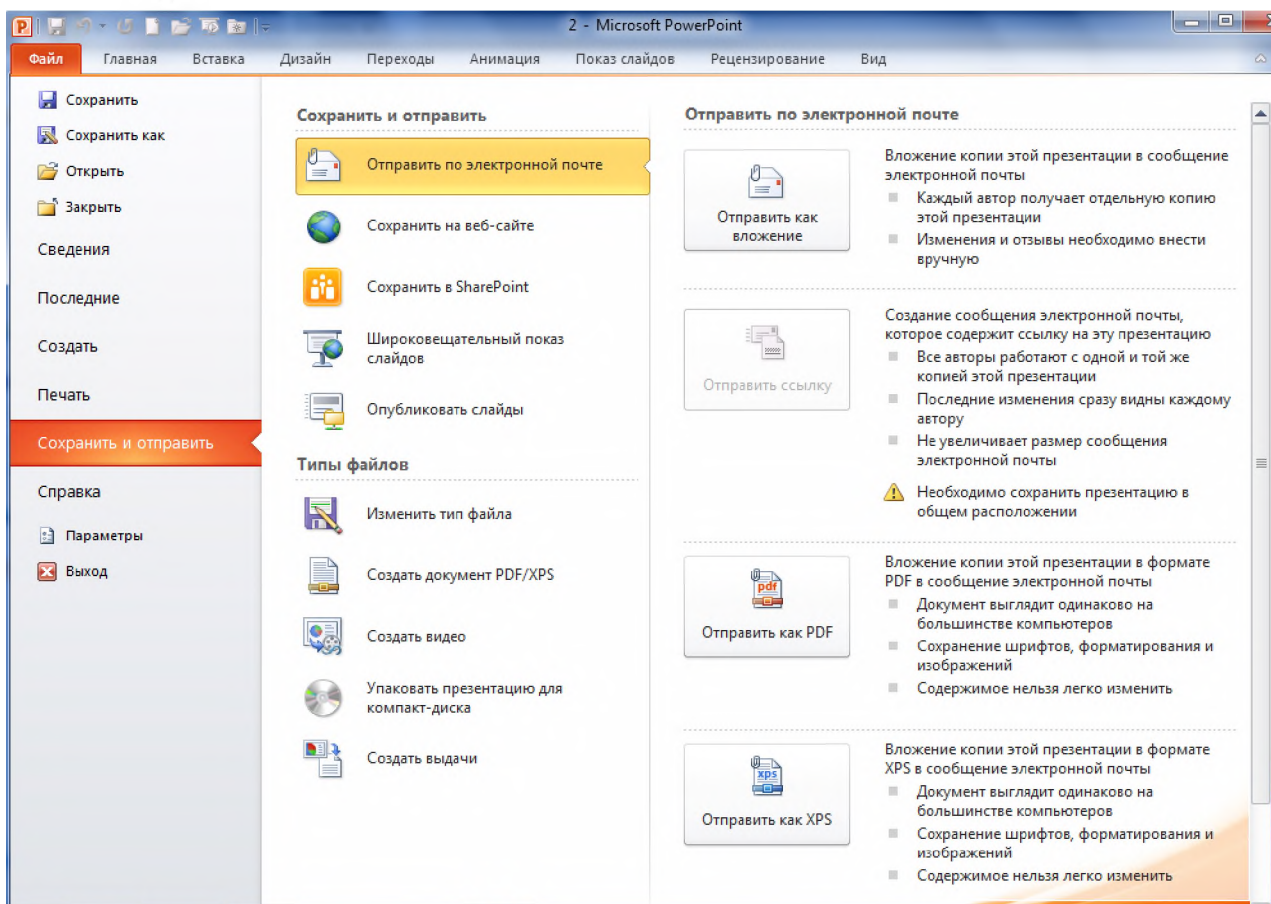 2 - Microsoft PowerPoint
Файл Главная Вставка Дизайн Переходы Анимация Показ слайдов Рецензирование Вид
Сохранить
Сохранить как
Открыть
Закрыть
Сведения
Последние
Создать
Печать
Сохранить и отправить
Справка
Параметры
Выход
Сохранить и отправить
Отправить по электронной почте
Сохранить на веб-сайте
Сохранить в SharePoint
Широковещательный показ
слайдов
Опубликовать слайды
Типы файлов
Изменить тип файла
Создать документ PDF/XPS
Создать видео
Упаковать презентацию для
компакт-диска
Создать выдачи
Отправить по электронной почте
Отправить как
вложение
Вложение копии этой презентации в сообщение
электронной почты
Каждый автор получает отдельную копию
этой презентации
Изменения и отзывы необходимо внести
вручную
Отправить ссылку
Создание сообщения электронной почты,
которое содержит ссылку на эту презентацию
Все авторы работают с одной и той же
копией этой презентации
Последние изменения сразу видны каждому
автору
Не увеличивает размер сообщения
электронной почты
Необходимо сохранить презентацию в
общем расположении
pdf
Отправить как PDF
Вложение копии этой презентации в формате
PDF в сообщение электронной почты
Документ выглядит одинаково на
большинстве компьютеров
Сохранение шрифтов, форматирования и
изображений
Содержимое нельзя легко изменить
xps
Отправить как XPS
Вложение копии этой презентации в формате
XPS в сообщение электронной почты
Документ выглядит одинаково на
большинстве компьютеров
Сохранение шрифтов, форматирования и
изображений
Содержимое нельзя легко изменить